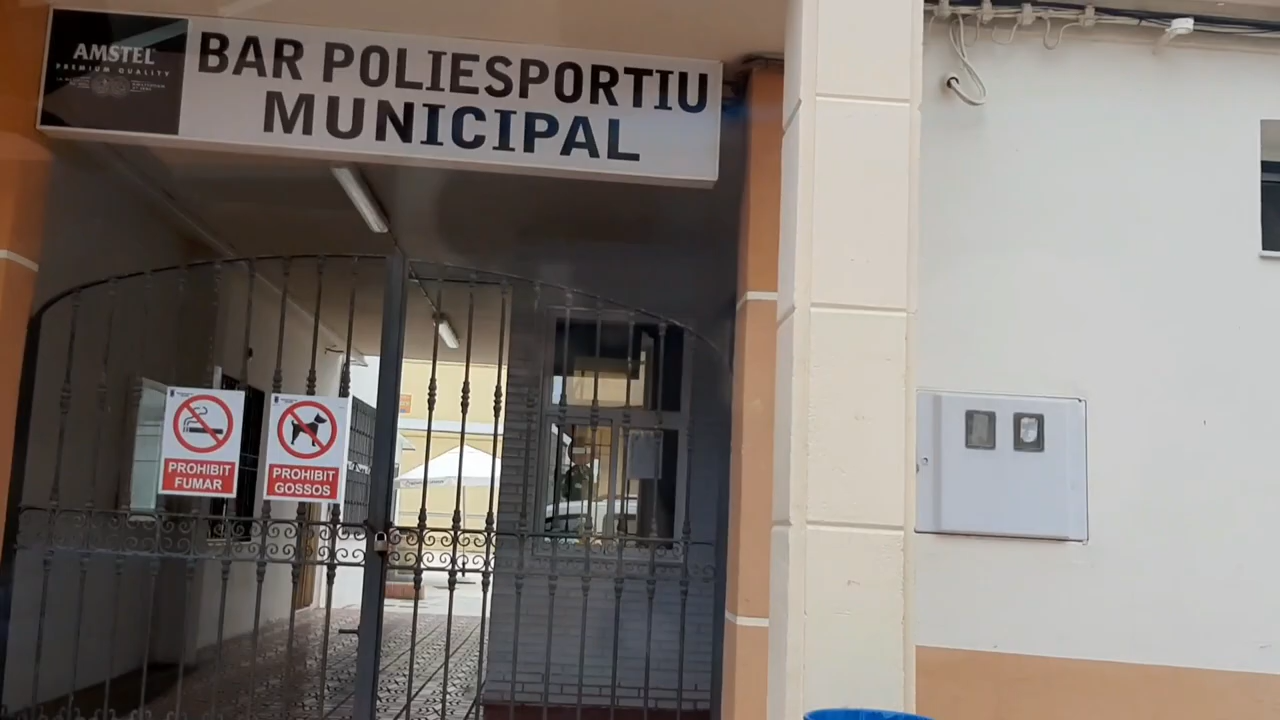 AMSTEL
PREMIUM QUALITY
BAR POLIESPORTIU
MUNICIPAL
PROHIBIT
FUMAR
PROHIBIT
GOSSOS